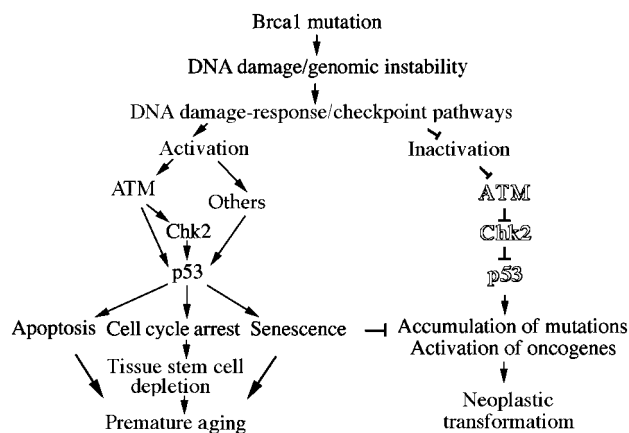 Brca1 mutation
DNA damage/genomic instability
DNA damage-response/checkpoint pathways
Activation
Inactivation
ATM
Others
Chk2
p53
ATM
Chk2
p53
Apoptosis Cell cycle arrest Senescence
Accumulation of mutations
Activation of oncogenes
Tissue stem cell
depletion
Premature aging
Neoplastic
transformatiom